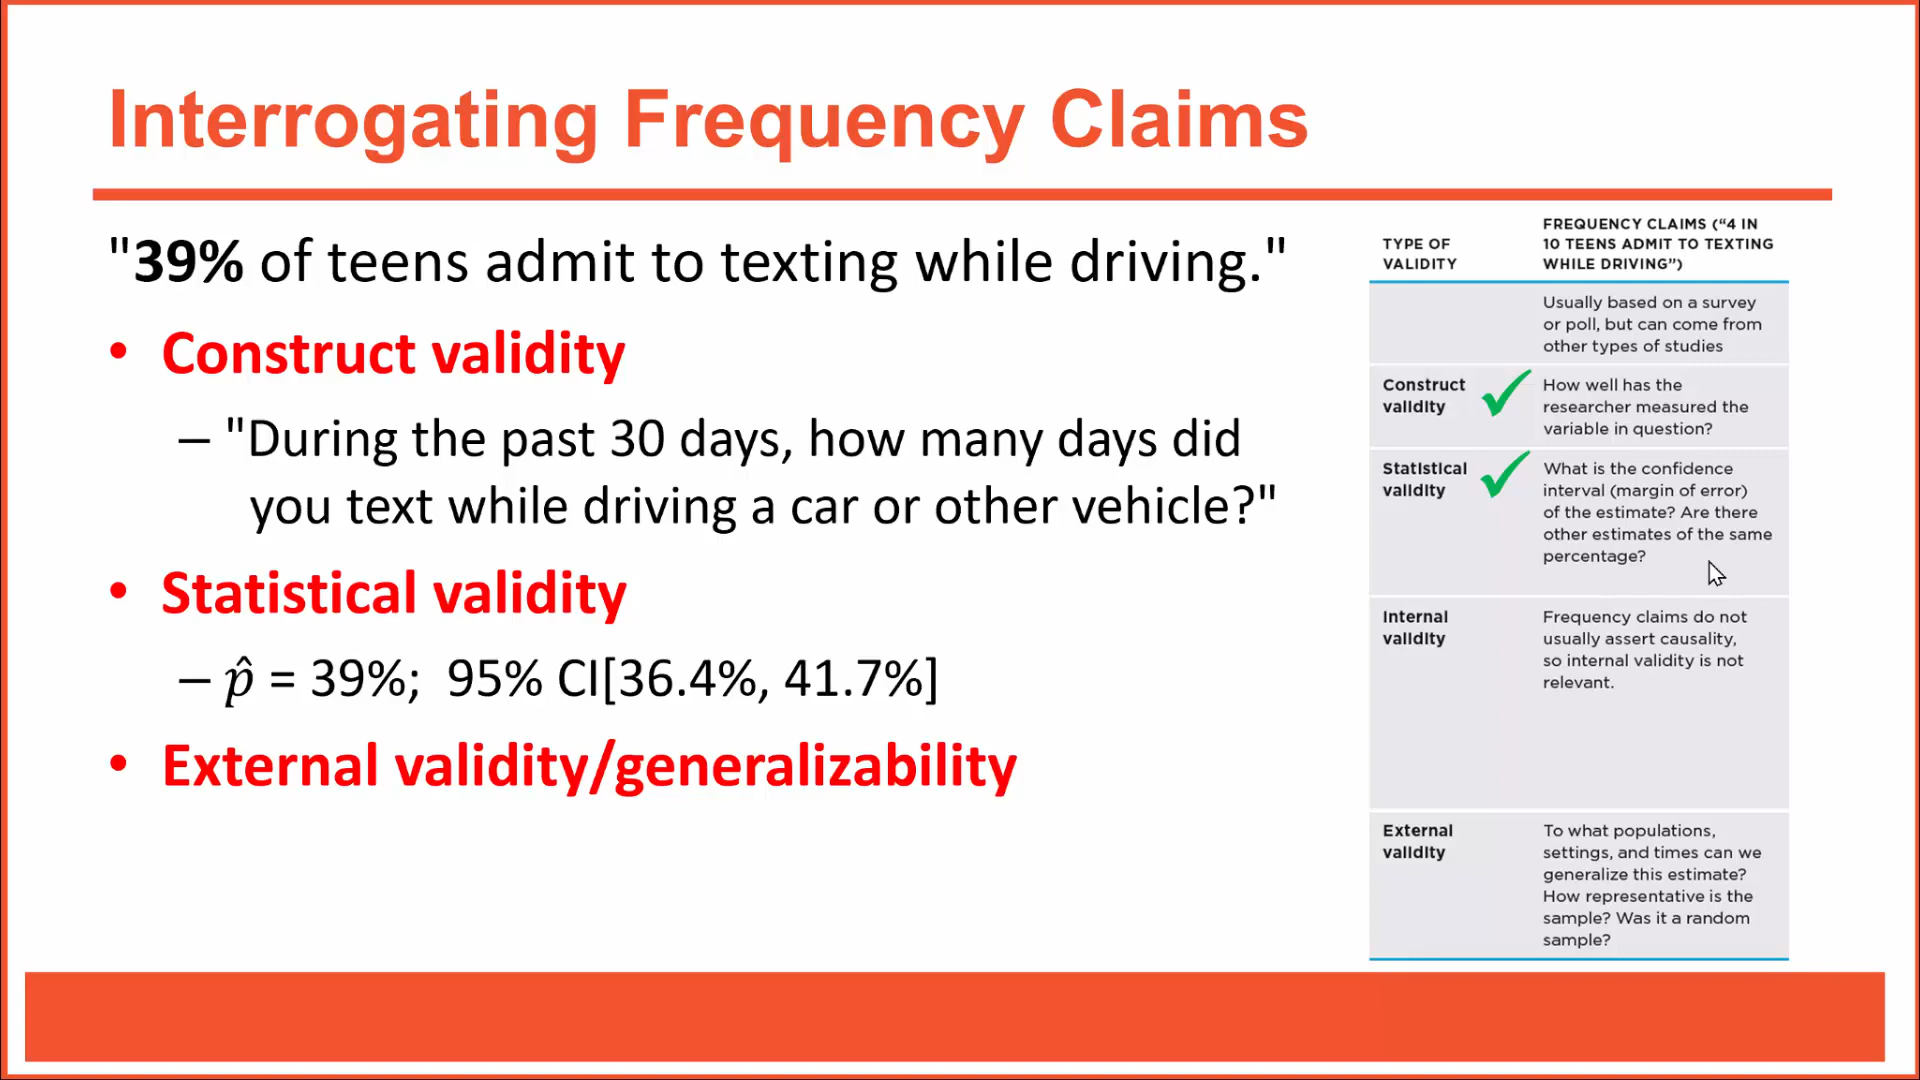 Interrogating Frequency Claims
"39% of teens admit to texting while driving."
• Construct validity
– "During the past 30 days, how many days did
you text while driving a car or other vehicle?"
• Statistical validity
– p̂ = 39%; 95% CI[36.4%, 41.7%]
• External validity/generalizability
TYPE OF
VALIDITY
FREQUENCY CLAIMS (“4 IN
10 TEENS ADMIT TO TEXTING
WHILE DRIVING”)
Usually based on a survey
or poll, but can come from
other types of studies
Construct
validity
How well has the
researcher measured the
variable in question?
Statistical
validity
What is the confidence
interval (margin of error)
of the estimate? Are there
other estimates of the same
percentage?
Internal
validity
Frequency claims do not
usually assert causality,
so internal validity is not
relevant.
External
validity
To what populations,
settings, and times can we
generalize this estimate?
How representative is the
sample? Was it a random
sample?